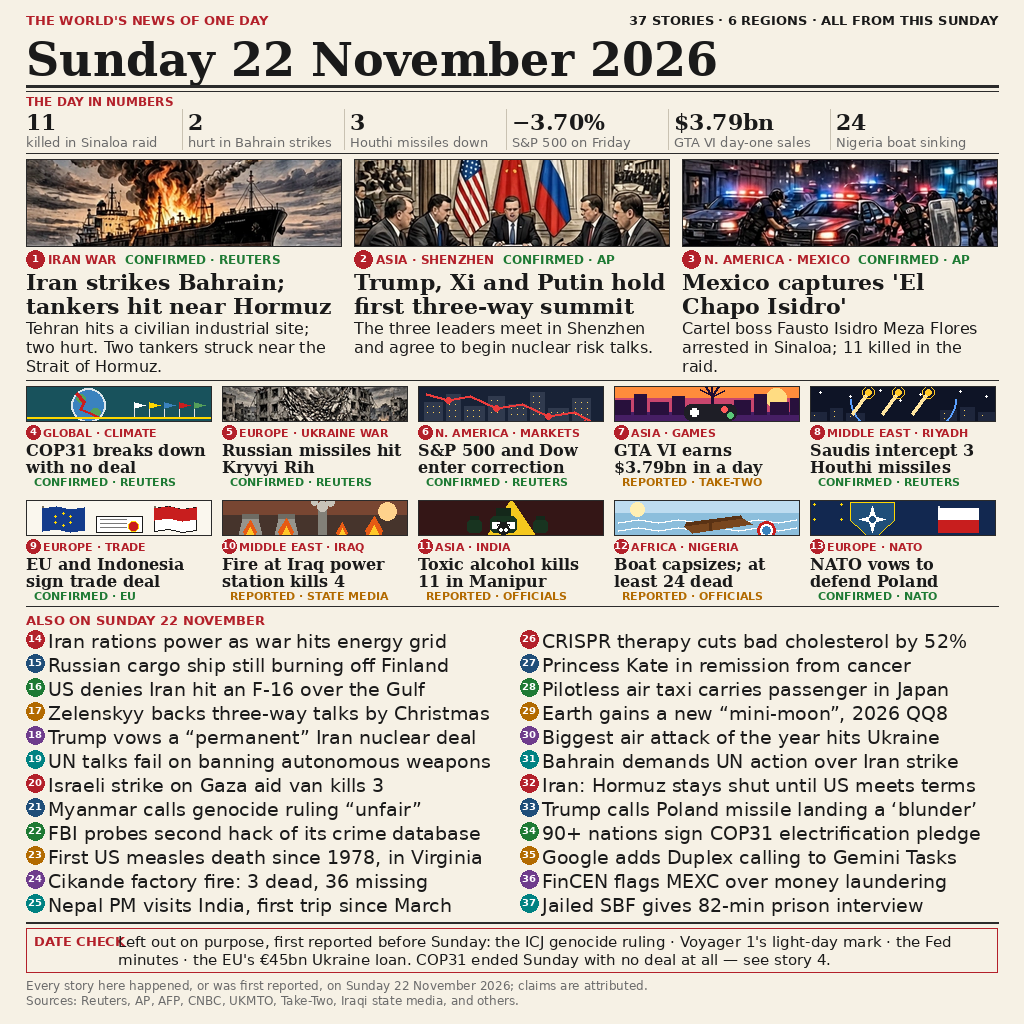 THE WORLD'S NEWS OF ONE DAY
37 STORIES · 6 REGIONS · ALL FROM THIS SUNDAY
Sunday 22 November 2026
THE DAY IN NUMBERS
11
killed in Sinaloa raid
2
hurt in Bahrain strikes
3
Houthi missiles down
−3.70%
S&P 500 on Friday
$3.79bn
GTA VI day-one sales
24
Nigeria boat sinking
1 IRAN WAR CONFIRMED · REUTERS
Iran strikes Bahrain;
tankers hit near Hormuz
Tehran hits a civilian industrial site;
two hurt. Two tankers struck near the
Strait of Hormuz.
2 ASIA · SHENZHEN CONFIRMED · AP
Trump, Xi and Putin hold
first three-way summit
The three leaders meet in Shenzhen
and agree to begin nuclear risk talks.
3 N. AMERICA · MEXICO CONFIRMED · AP
Mexico captures 'El
Chapo Isidro'
Cartel boss Fausto Isidro Meza Flores
arrested in Sinaloa; 11 killed in the
raid.
4 GLOBAL · CLIMATE
COP31 breaks down
with no deal
CONFIRMED · REUTERS
5 EUROPE · UKRAINE WAR
Russian missiles hit
Kryvyi Rih
CONFIRMED · REUTERS
6 N. AMERICA · MARKETS
S&P 500 and Dow
enter correction
CONFIRMED · REUTERS
7 ASIA · GAMES
GTA VI earns
$3.79bn in a day
REPORTED · TAKE-TWO
8 MIDDLE EAST · RIYADH
Saudis intercept 3
Houthi missiles
CONFIRMED · REUTERS
9 EUROPE · TRADE
EU and Indonesia
sign trade deal
CONFIRMED · EU
10 MIDDLE EAST · IRAQ
Fire at Iraq power
station kills 4
REPORTED · STATE MEDIA
11 ASIA · INDIA
Toxic alcohol kills
11 in Manipur
REPORTED · OFFICIALS
12 AFRICA · NIGERIA
Boat capsizes; at
least 24 dead
REPORTED · OFFICIALS
13 EUROPE · NATO
NATO vows to
defend Poland
CONFIRMED · NATO
ALSO ON SUNDAY 22 NOVEMBER
14 Iran rations power as war hits energy grid
15 Russian cargo ship still burning off Finland
16 US denies Iran hit an F-16 over the Gulf
17 Zelenskyy backs three-way talks by Christmas
18 Trump vows a “permanent” Iran nuclear deal
19 UN talks fail on banning autonomous weapons
20 Israeli strike on Gaza aid van kills 3
21 Myanmar calls genocide ruling “unfair”
22 FBI probes second hack of its crime database
23 First US measles death since 1978, in Virginia
24 Cikande factory fire: 3 dead, 36 missing
25 Nepal PM visits India, first trip since March
26 CRISPR therapy cuts bad cholesterol by 52%
27 Princess Kate in remission from cancer
28 Pilotless air taxi carries passenger in Japan
29 Earth gains a new “mini-moon”, 2026 QQ8
30 Biggest air attack of the year hits Ukraine
31 Bahrain demands UN action over Iran strike
32 Iran: Hormuz stays shut until US meets terms
33 Trump calls Poland missile landing a ‘blunder’
34 90+ nations sign COP31 electrification pledge
35 Google adds Duplex calling to Gemini Tasks
36 FinCEN flags MEXC over money laundering
37 Jailed SBF gives 82-min prison interview
DATE CHECK Left out on purpose, first reported before Sunday: the ICJ genocide ruling · Voyager 1's light-day mark · the Fed
minutes · the EU's €45bn Ukraine loan. COP31 ended Sunday with no deal at all — see story 4.
Every story here happened, or was first reported, on Sunday 22 November 2026; claims are attributed.
Sources: Reuters, AP, AFP, CNBC, UKMTO, Take-Two, Iraqi state media, and others.